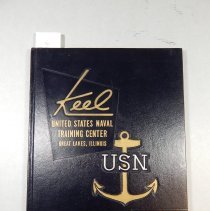 Keel
UNITED STATES NAVAL
TRAINING CENTER
GREAT LAKES, ILLINOIS
USN